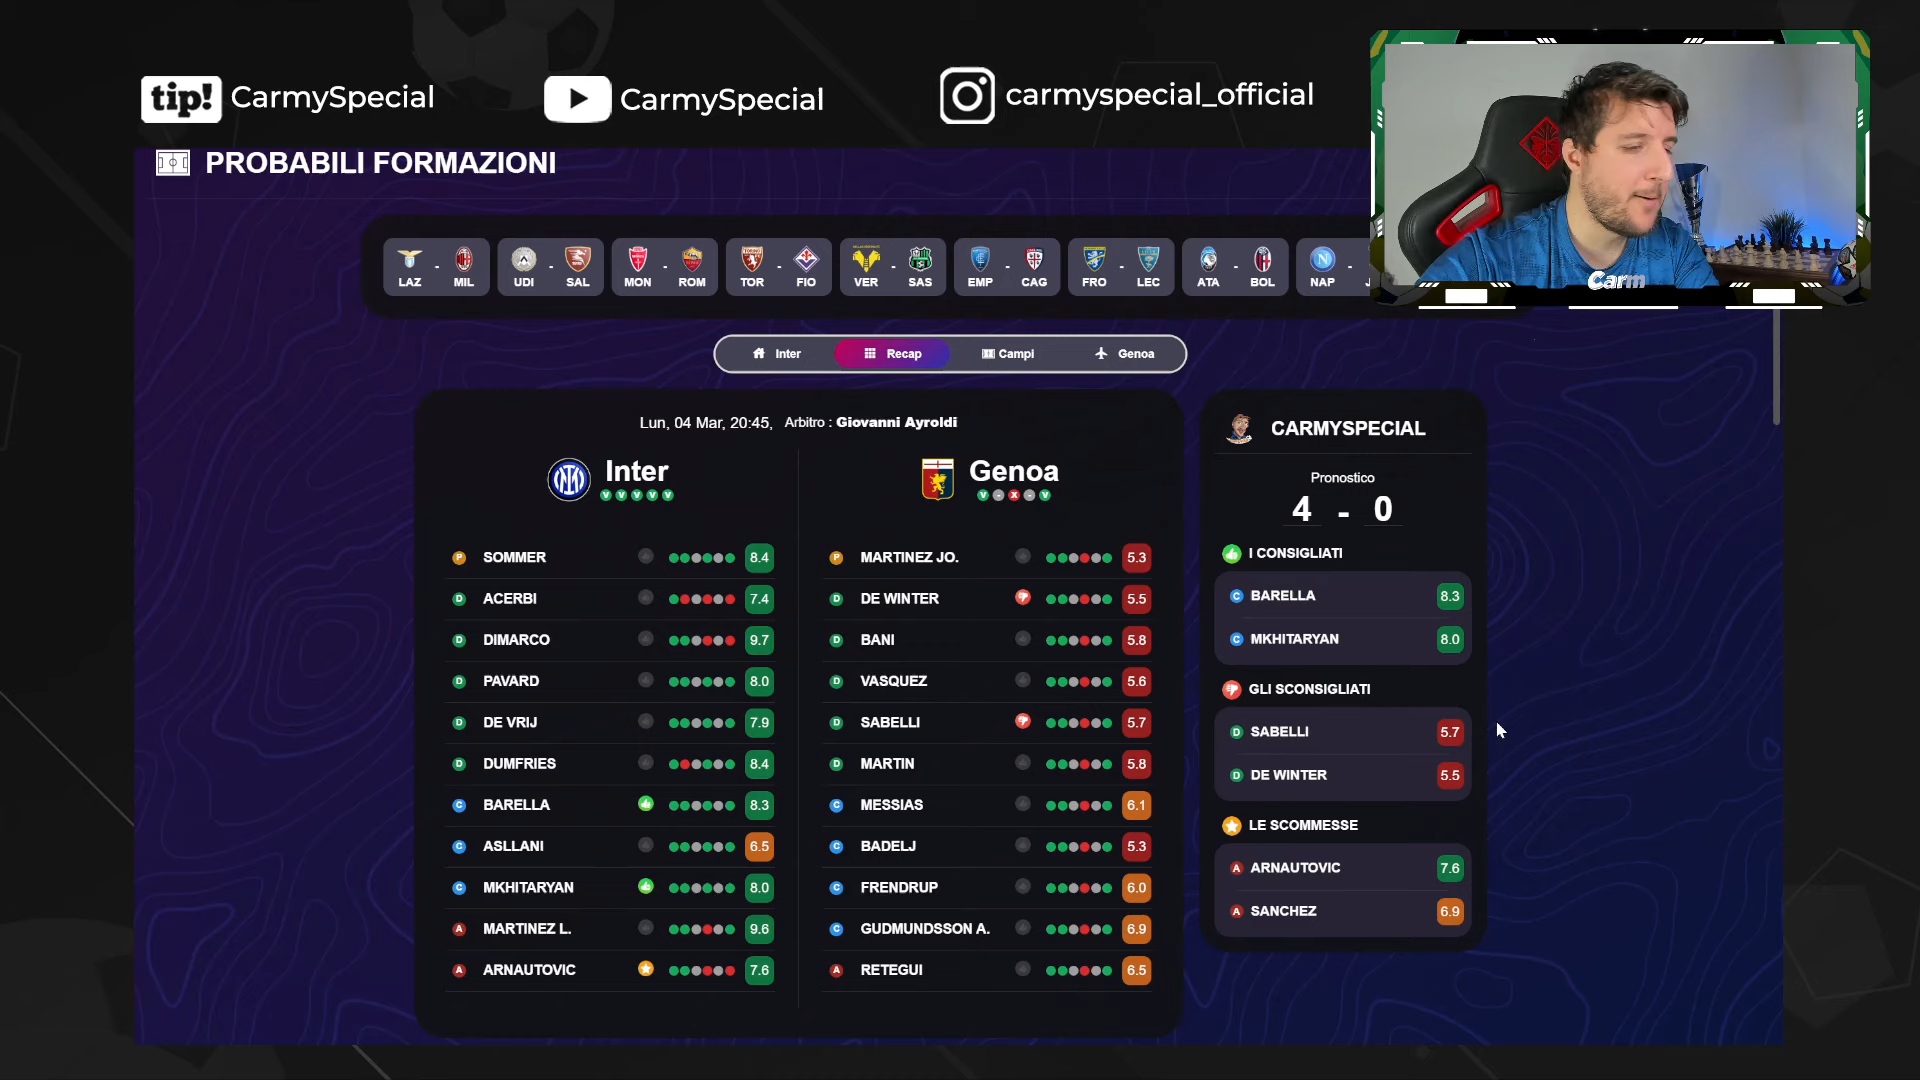 tip! CarmySpecial
CarmySpecial
carmyspecial_official
Carm
PROBABILI FORMAZIONI
LAZ - MIL
UDI - SAL
MON - ROM
TOR - FIO
VER - SAS
EMP - CAG
FRO - LEC
ATA - BOL
NAP -
Inter
Recap
Campi
Genoa
Lun, 04 Mar, 20:45, Arbitro : Giovanni Ayroldi
Inter
V V V V V
P SOMMER 8.4
D ACERBI 7.4
D DIMARCO 9.7
D PAVARD 8.0
D DE VRIJ 7.9
D DUMFRIES 8.4
C BARELLA 8.3
C ASLLANI 6.5
C MKHITARYAN 8.0
A MARTINEZ L. 9.6
A ARNAUTOVIC 7.6
Genoa
V - X - V
P MARTINEZ JO. 5.3
D DE WINTER 5.5
D BANI 5.8
D VASQUEZ 5.6
D SABELLI 5.7
D MARTIN 5.8
C MESSIAS 6.1
C BADELJ 5.3
C FRENDRUP 6.0
C GUDMUNDSSON A. 6.9
A RETEGUI 6.5
CARMYSPECIAL
Pronostico
4 - 0
I CONSIGLIATI
C BARELLA 8.3
C MKHITARYAN 8.0
GLI SCONSIGLIATI
D SABELLI 5.7
D DE WINTER 5.5
LE SCOMMESSE
A ARNAUTOVIC 7.6
A SANCHEZ 6.9